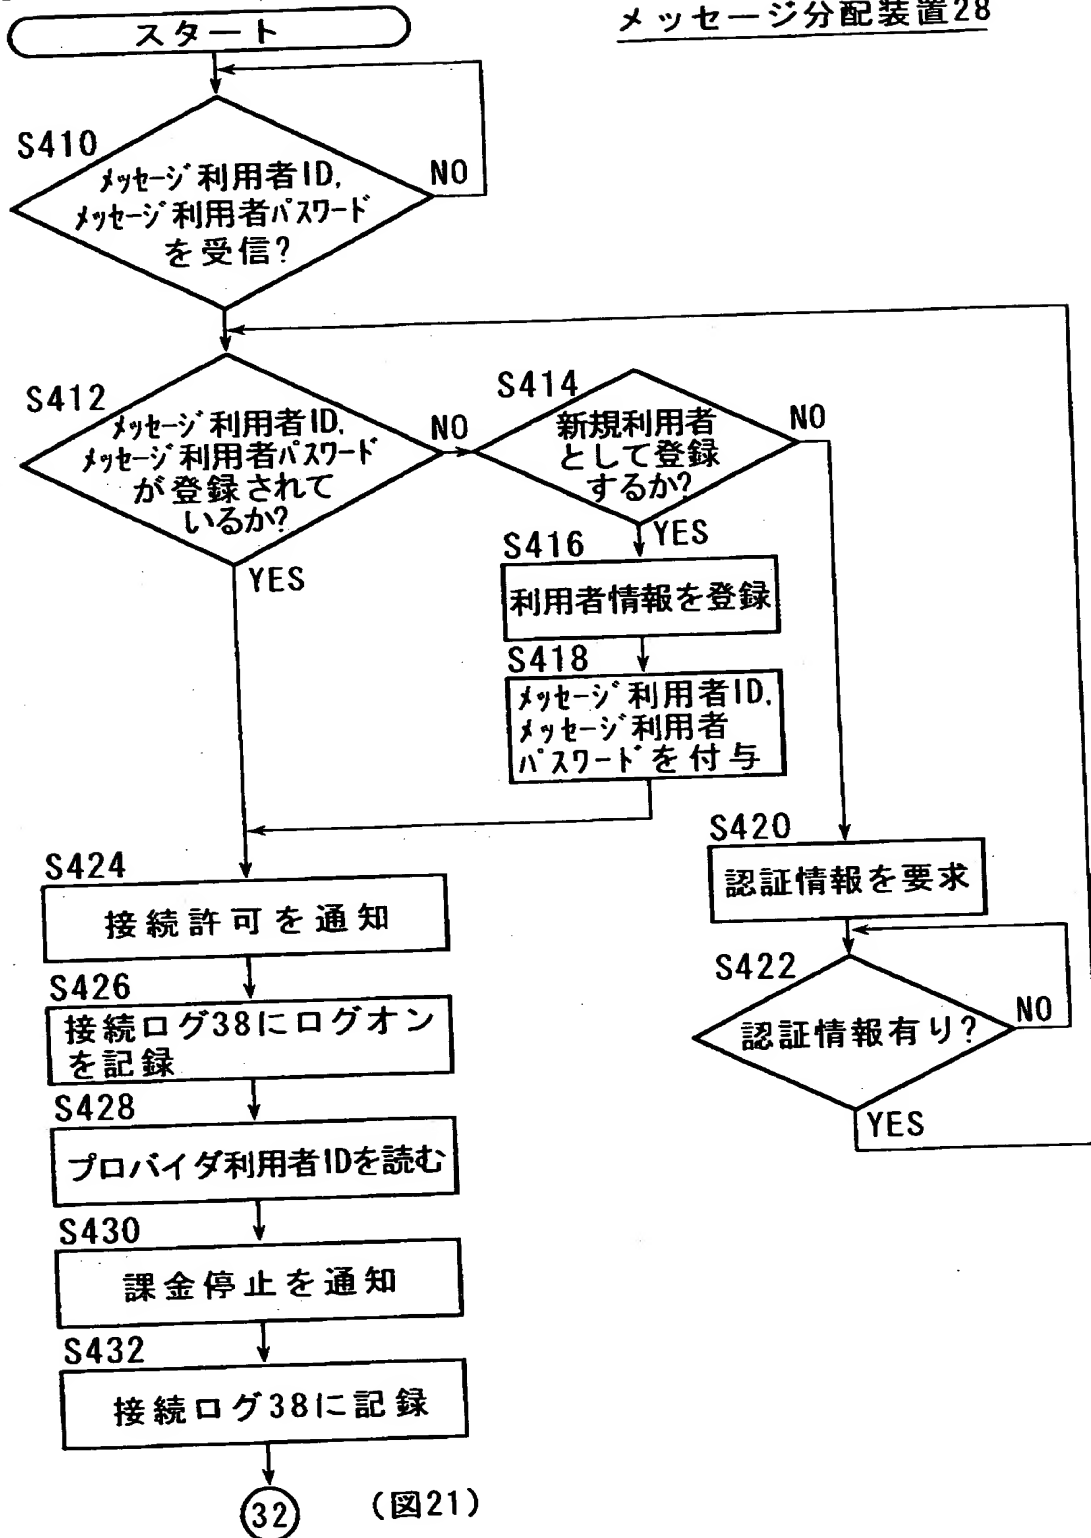 メッセージ分配装置28
スタート
S410
メッセージ利用者ID,
メッセージ利用者パスワード
を受信?
NO
S412
メッセージ利用者ID,
メッセージ利用者パスワード
が登録されて
いるか?
NO
YES
S414
新規利用者
として登録
するか?
NO
YES
S416
利用者情報を登録
S418
メッセージ利用者ID,
メッセージ利用者
パスワードを付与
S420
認証情報を要求
S422
認証情報有り?
NO
YES
S424
接続許可を通知
S426
接続ログ38にログオン
を記録
S428
プロバイダ利用者IDを読む
S430
課金停止を通知
S432
接続ログ38に記録
32
(図21)